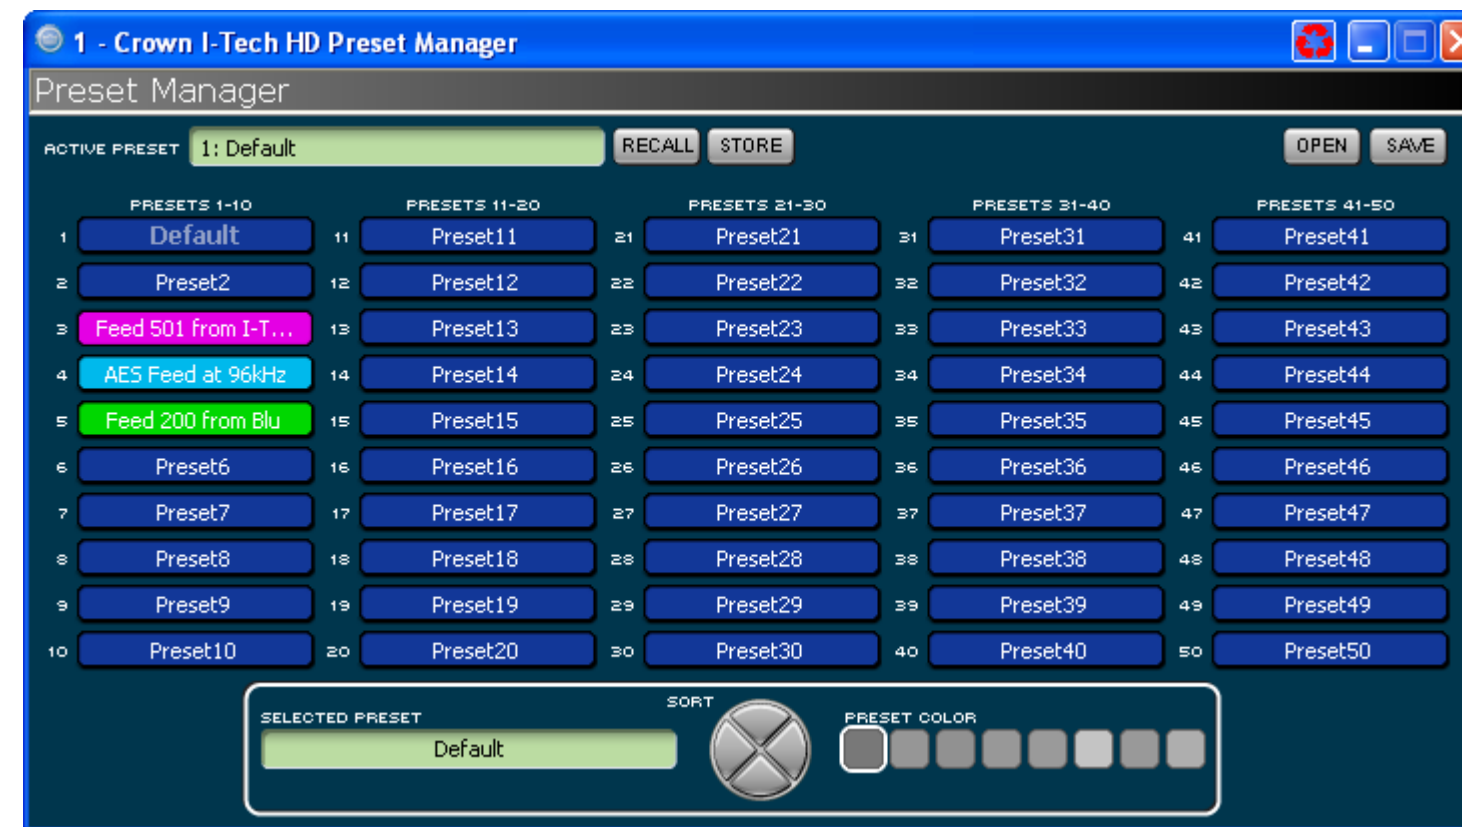 1 - Crown I-Tech HD Preset Manager
Preset Manager
ACTIVE PRESET 1: Default RECALL STORE OPEN SAVE
PRESETS 1-10 PRESETS 11-20 PRESETS 21-30 PRESETS 31-40 PRESETS 41-50
1 Default 11 Preset11 21 Preset21 31 Preset31 41 Preset41
2 Preset2 12 Preset12 22 Preset22 32 Preset32 42 Preset42
3 Feed 501 from I-T... 13 Preset13 23 Preset23 33 Preset33 43 Preset43
4 AES Feed at 96kHz 14 Preset14 24 Preset24 34 Preset34 44 Preset44
5 Feed 200 from Blu 15 Preset15 25 Preset25 35 Preset35 45 Preset45
6 Preset6 16 Preset16 26 Preset26 36 Preset36 46 Preset46
7 Preset7 17 Preset17 27 Preset27 37 Preset37 47 Preset47
8 Preset8 18 Preset18 28 Preset28 38 Preset38 48 Preset48
9 Preset9 19 Preset19 29 Preset29 39 Preset39 49 Preset49
10 Preset10 20 Preset20 30 Preset30 40 Preset40 50 Preset50
SORT
SELECTED PRESET PRESET COLOR
Default